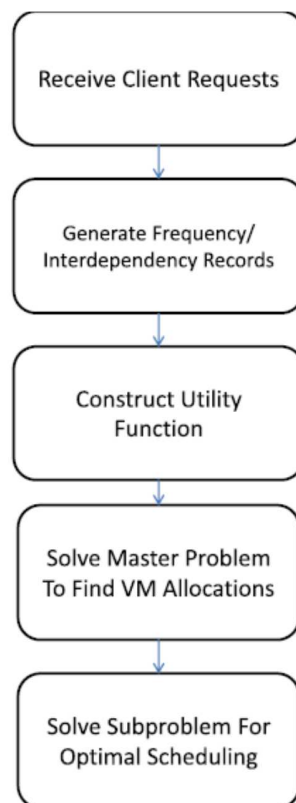 Receive Client Requests
Generate Frequency/
Interdependency Records
Construct Utility
Function
Solve Master Problem
To Find VM Allocations
Solve Subproblem For
Optimal Scheduling